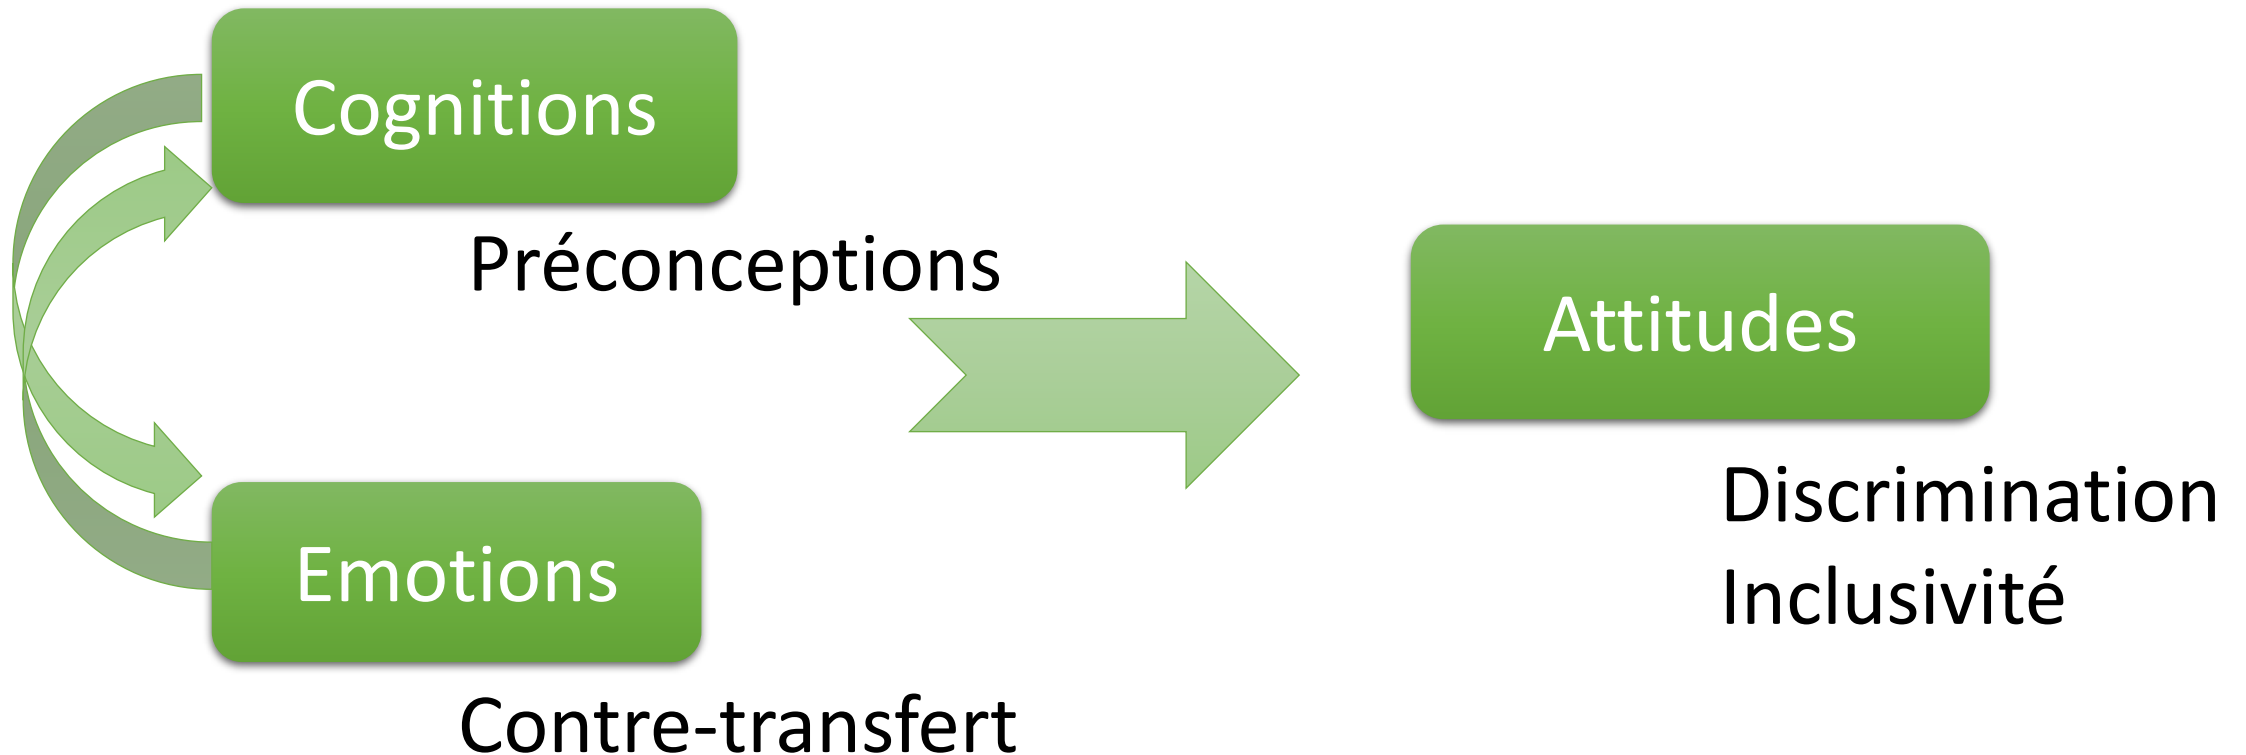 Cognitions
Préconceptions
Attitudes
Discrimination
Inclusivité
Emotions
Contre-transfert